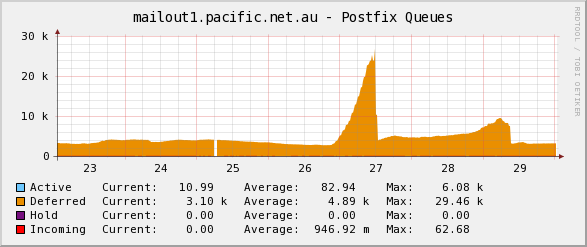 mailout1.pacific.net.au - Postfix Queues
RRDTOOL / TOBI OETIKER
30 k
20 k
10 k
0
23 24 25 26 27 28 29
Active Current: 10.99 Average: 82.94 Max: 6.08 k
Deferred Current: 3.10 k Average: 4.89 k Max: 29.46 k
Hold Current: 0.00 Average: 0.00 Max: 0.00
Incoming Current: 0.00 Average: 946.92 m Max: 62.68